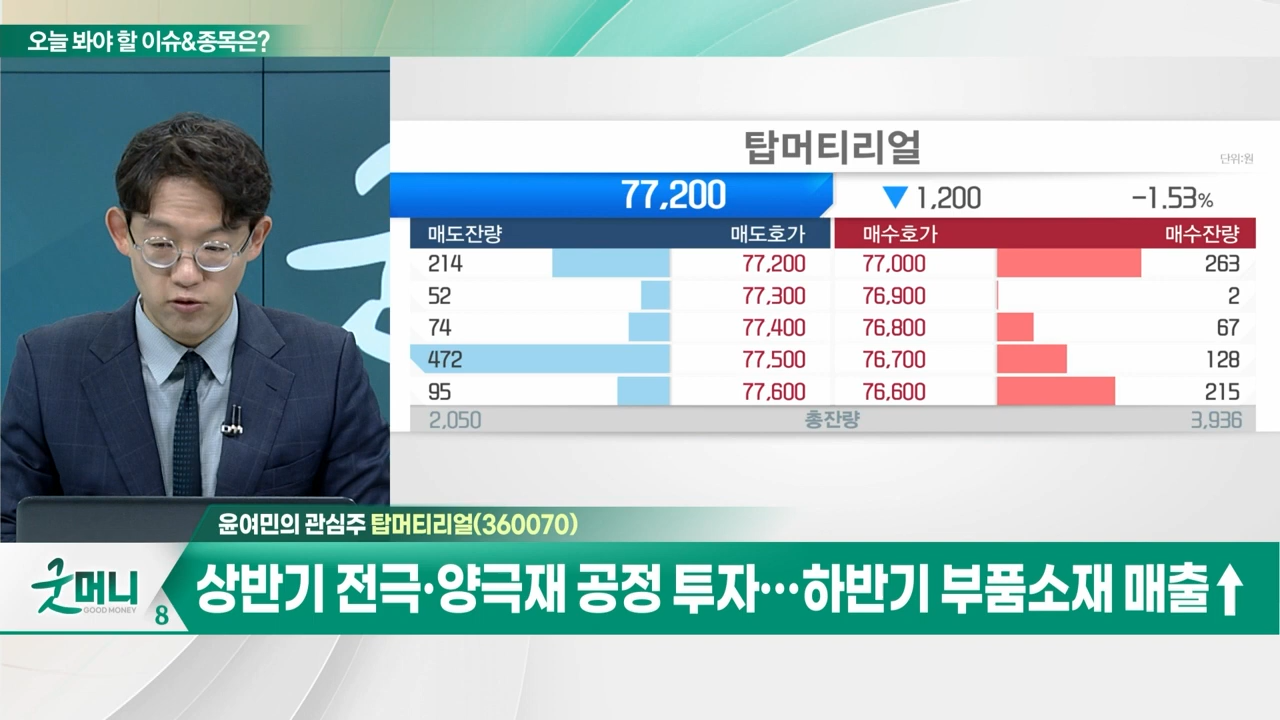 오늘 봐야 할 이슈&종목은?
탑머티리얼
단위:원
77,200 ▼ 1,200 -1.53%
매도잔량 매도호가 매수호가 매수잔량
214 77,200 77,000 263
52 77,300 76,900 2
74 77,400 76,800 67
472 77,500 76,700 128
95 77,600 76,600 215
2,050 총잔량 3,936
윤여민의 관심주 탑머티리얼(360070)
상반기 전극·양극재 공정 투자…하반기 부품소재 매출↑
굿머니
GOOD MONEY
8